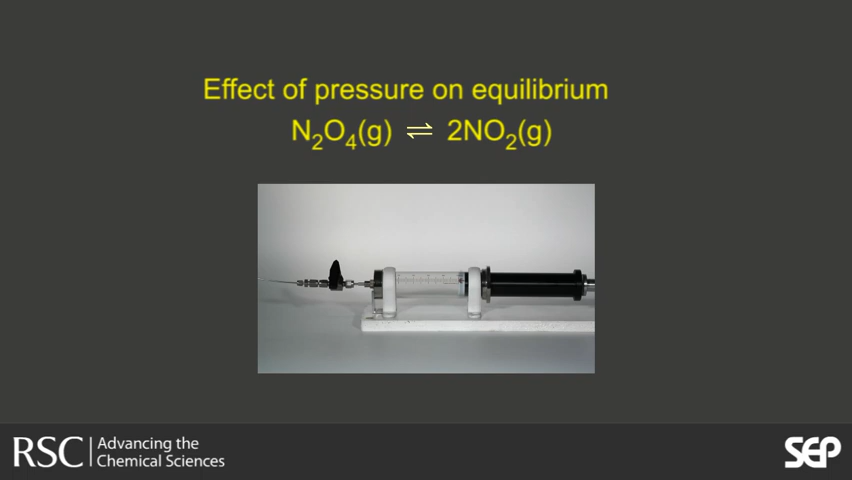 Effect of pressure on equilibrium
N₂O₄(g) ⇌ 2NO₂(g)
RSC
Advancing the
Chemical Sciences
SEP